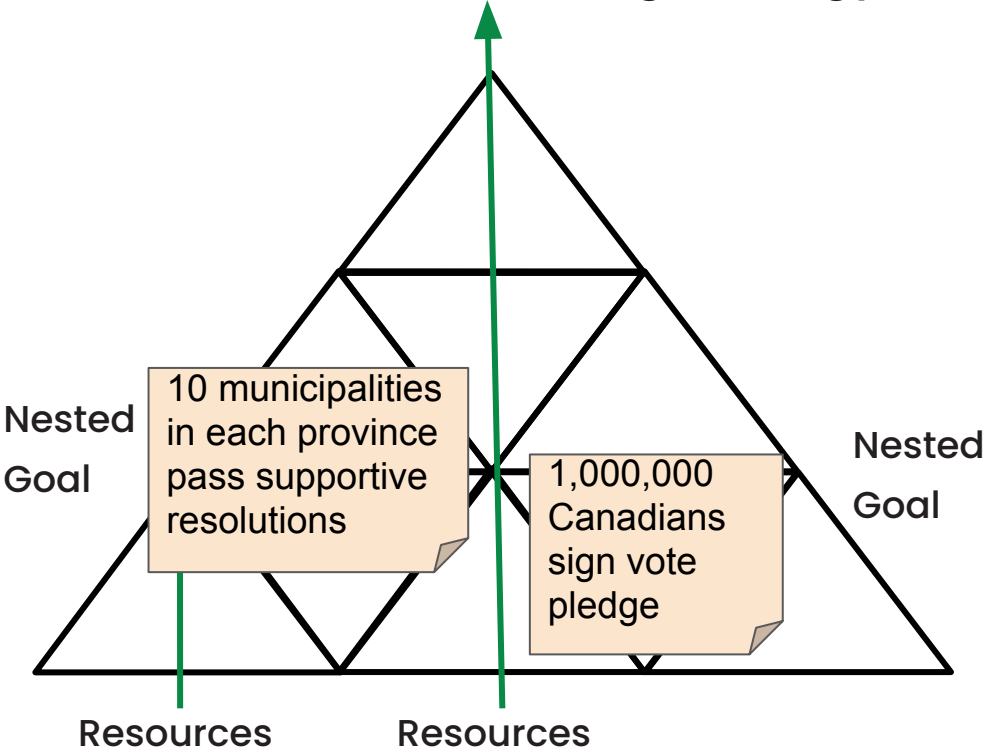 Nested
Goal
10 municipalities
in each province
pass supportive
resolutions
1,000,000
Canadians
sign vote
pledge
Nested
Goal
Resources
Resources